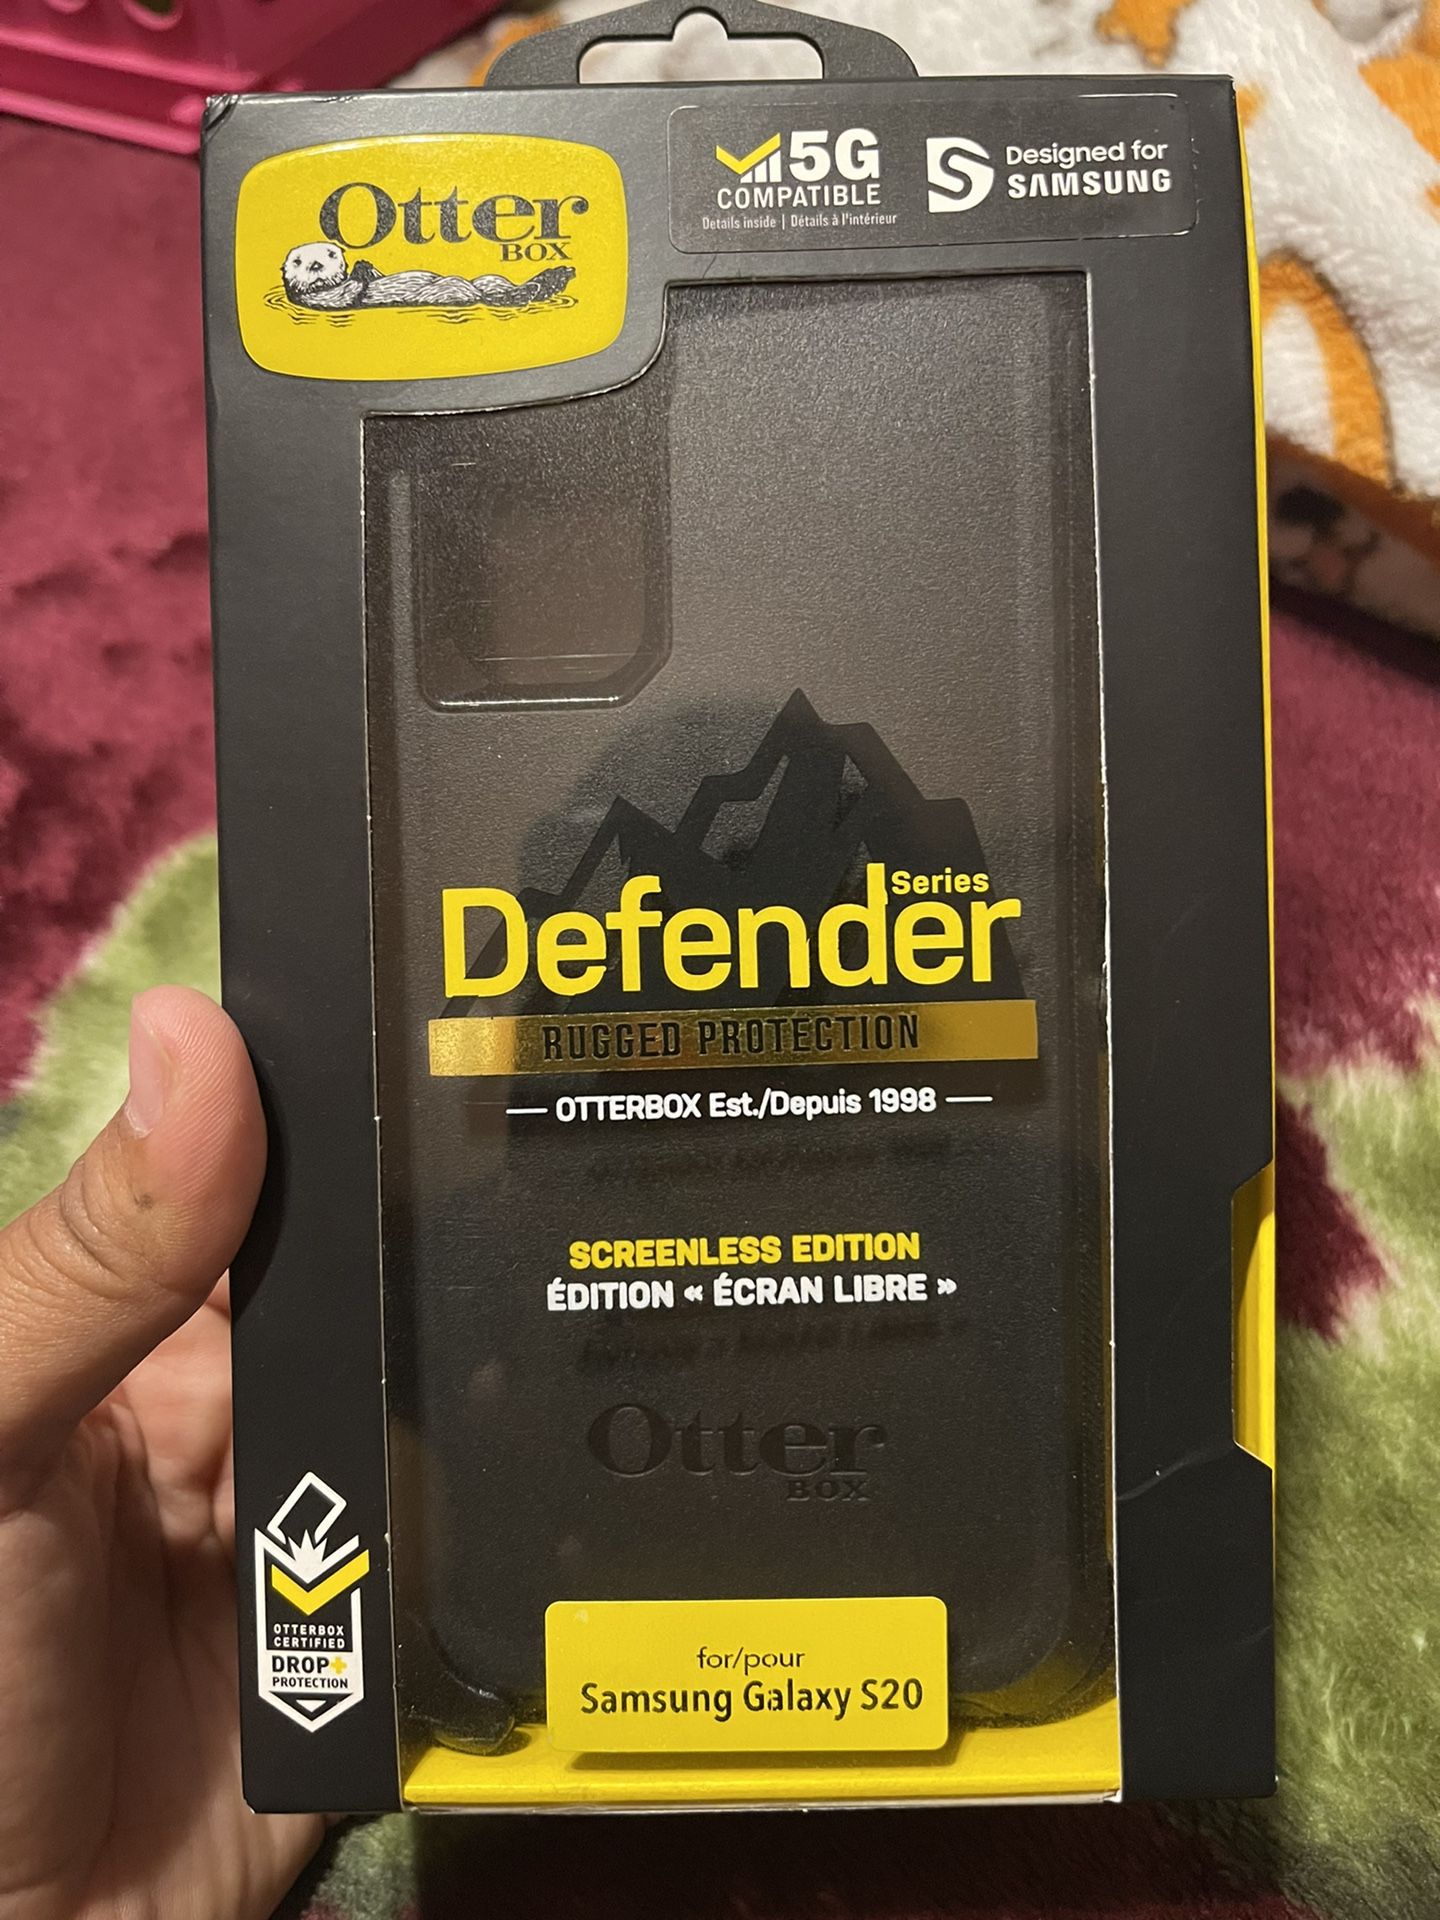 Otter
BOX
5G
COMPATIBLE
Details inside | Détails à l'intérieur
Designed for
SAMSUNG
Defender Series
RUGGED PROTECTION
— OTTERBOX Est./Depuis 1998 —
SCREENLESS EDITION
ÉDITION « ÉCRAN LIBRE »
Otter
BOX
OTTERBOX
CERTIFIED
DROP+
PROTECTION
for/pour
Samsung Galaxy S20